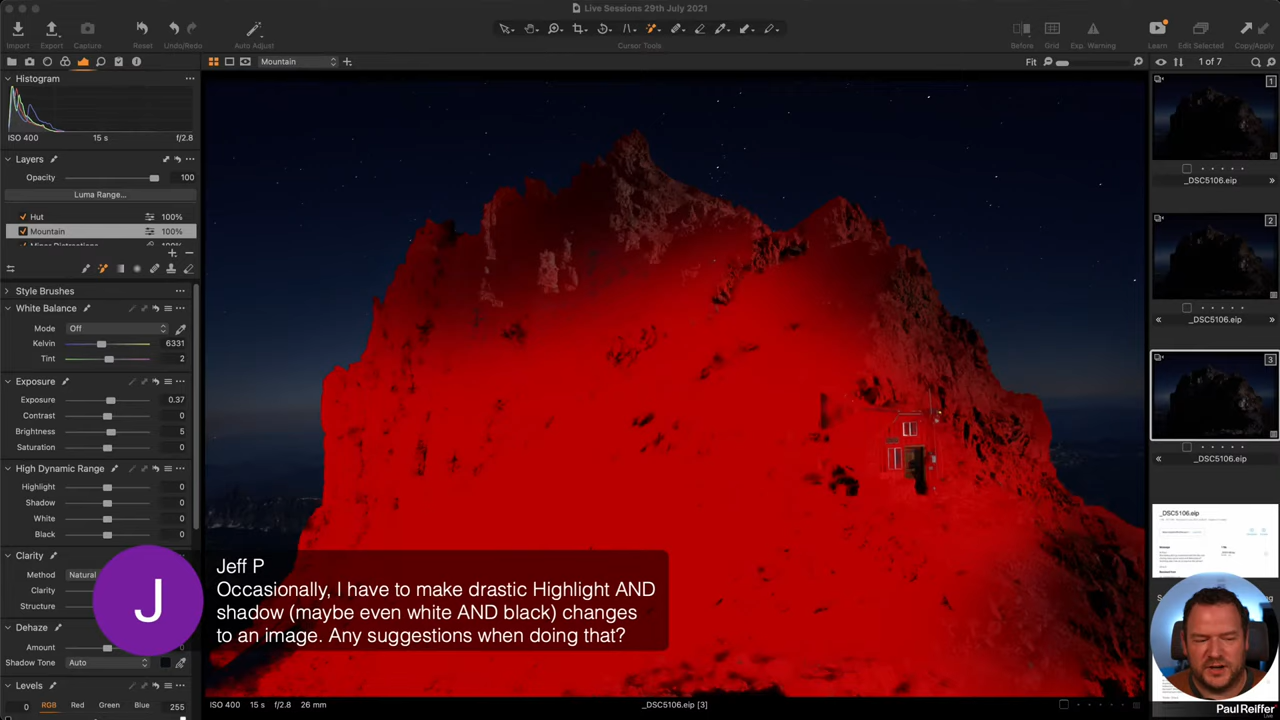 Live Sessions 29th July 2021
Import
Export
Capture
Reset
Undo/Redo
Auto Adjust
Cursor Tools
Before
Grid
Exp. Warning
Learn
Edit Selected
Copy/Apply
Mountain
Fit
1 of 7
Histogram
ISO 400
15 s
f/2.8
Layers
Opacity
100
Luma Range...
Hut
100%
Mountain
100%
Minor Distractions
100%
Style Brushes
White Balance
Mode
Off
Kelvin
6331
Tint
2
Exposure
Exposure
0.37
Contrast
0
Brightness
5
Saturation
0
High Dynamic Range
Highlight
0
Shadow
0
White
0
Black
0
Clarity
Method
Natural
Clarity
Structure
Dehaze
Amount
Shadow Tone
Auto
Levels
0
RGB
Red
Green
Blue
255
J
Jeff P
Occasionally, I have to make drastic Highlight AND
shadow (maybe even white AND black) changes
to an image. Any suggestions when doing that?
ISO 400
15 s
f/2.8
26 mm
_DSC5106.eip [3]
1
_DSC5106.eip
2
_DSC5106.eip
3
_DSC5106.eip
_DSC5106.eip
Paul Reiffer
Live